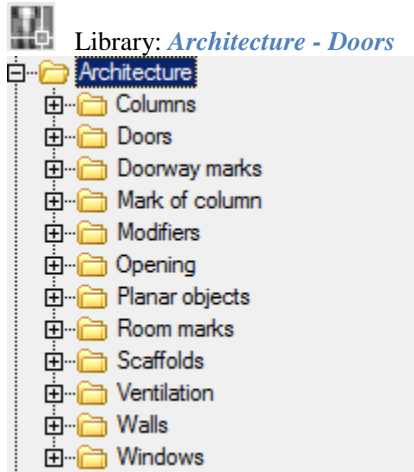 Library: Architecture - Doors
Architecture
Columns
Doors
Doorway marks
Mark of column
Modifiers
Opening
Planar objects
Room marks
Scaffolds
Ventilation
Walls
Windows